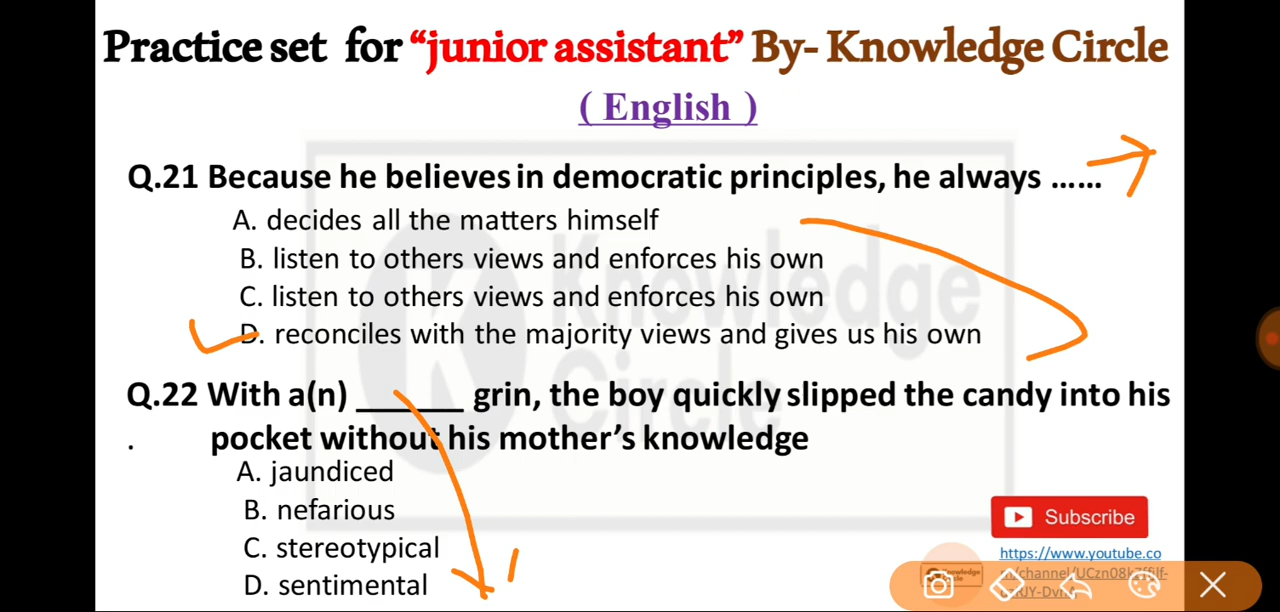 Practice set for “junior assistant” By- Knowledge Circle
( English )
Q.21 Because he believes in democratic principles, he always ......
A. decides all the matters himself
B. listen to others views and enforces his own
C. listen to others views and enforces his own
D. reconciles with the majority views and gives us his own
Q.22 With a(n) ______ grin, the boy quickly slipped the candy into his
. pocket without his mother’s knowledge
A. jaundiced
B. nefarious
C. stereotypical
D. sentimental
Knowledge
Circle
Subscribe
https://www.youtube.co